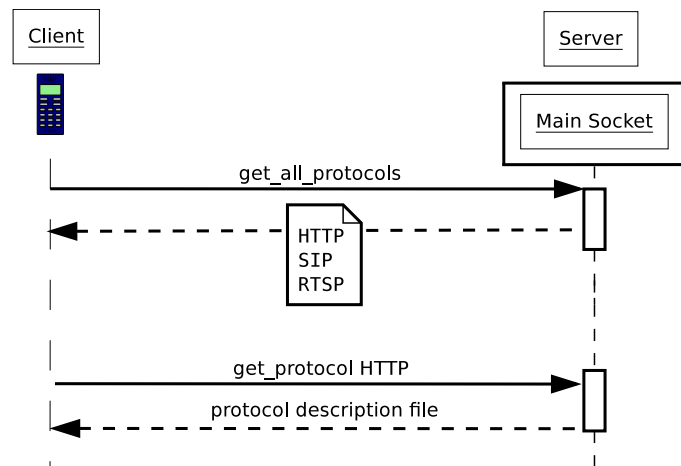 Client
Server
Main Socket
get_all_protocols
HTTP
SIP
RTSP
get_protocol HTTP
protocol description file